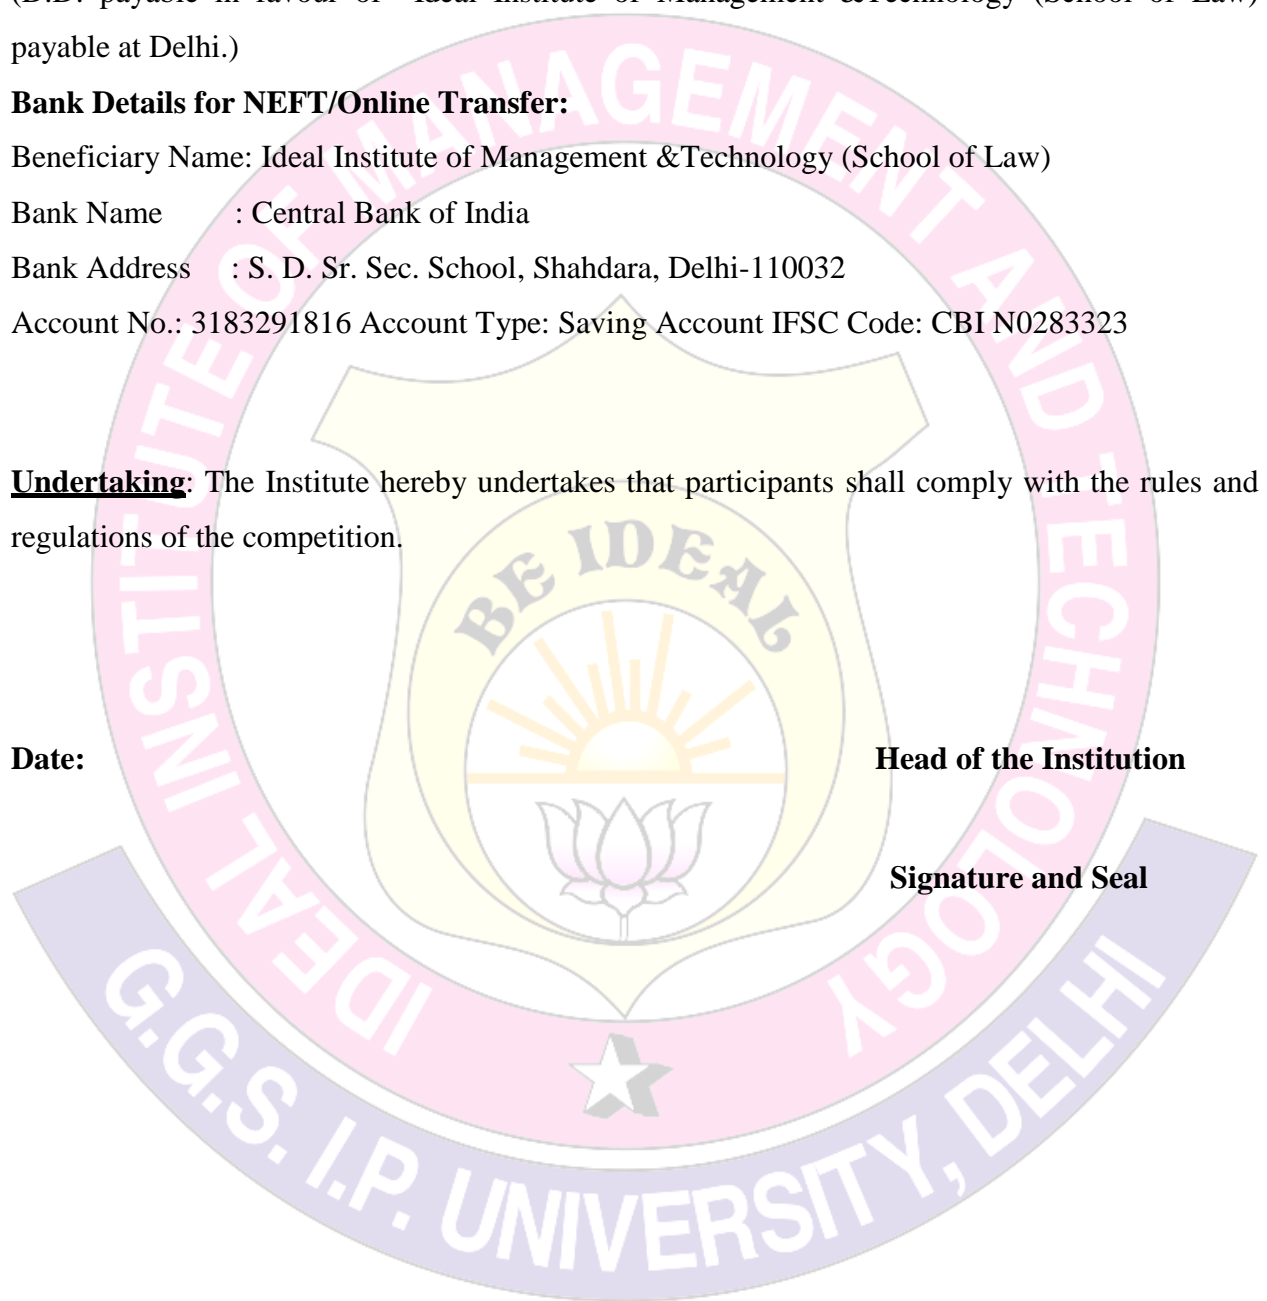 (D.D. payable in favour of Ideal Institute of Management &Technology (School of Law)
payable at Delhi.)
Bank Details for NEFT/Online Transfer:
Beneficiary Name: Ideal Institute of Management &Technology (School of Law)
Bank Name : Central Bank of India
Bank Address : S. D. Sr. Sec. School, Shahdara, Delhi-110032
Account No.: 3183291816 Account Type: Saving Account IFSC Code: CBI N0283323
Undertaking: The Institute hereby undertakes that participants shall comply with the rules and
regulations of the competition.
Date: Head of the Institution
Signature and Seal
IDEAL INSTITUTE OF MANAGEMENT AND TECHNOLOGY
BE IDEAL
G.G.S. I.P. UNIVERSITY, DELHI